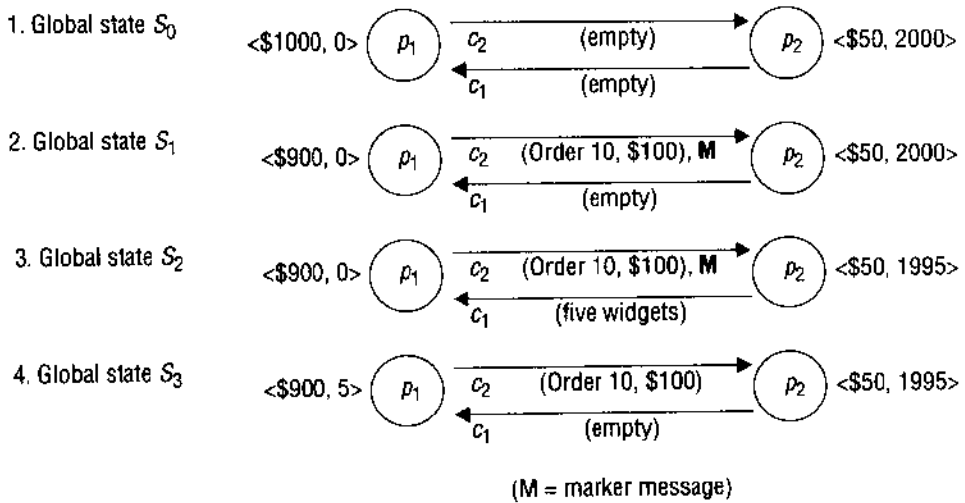 1. Global state S0
<$1000, 0> p1 c2 (empty) p2 <$50, 2000>
c1 (empty)
2. Global state S1
<$900, 0> p1 c2 (Order 10, $100), M p2 <$50, 2000>
c1 (empty)
3. Global state S2
<$900, 0> p1 c2 (Order 10, $100), M p2 <$50, 1995>
c1 (five widgets)
4. Global state S3
<$900, 5> p1 c2 (Order 10, $100) p2 <$50, 1995>
c1 (empty)
(M = marker message)